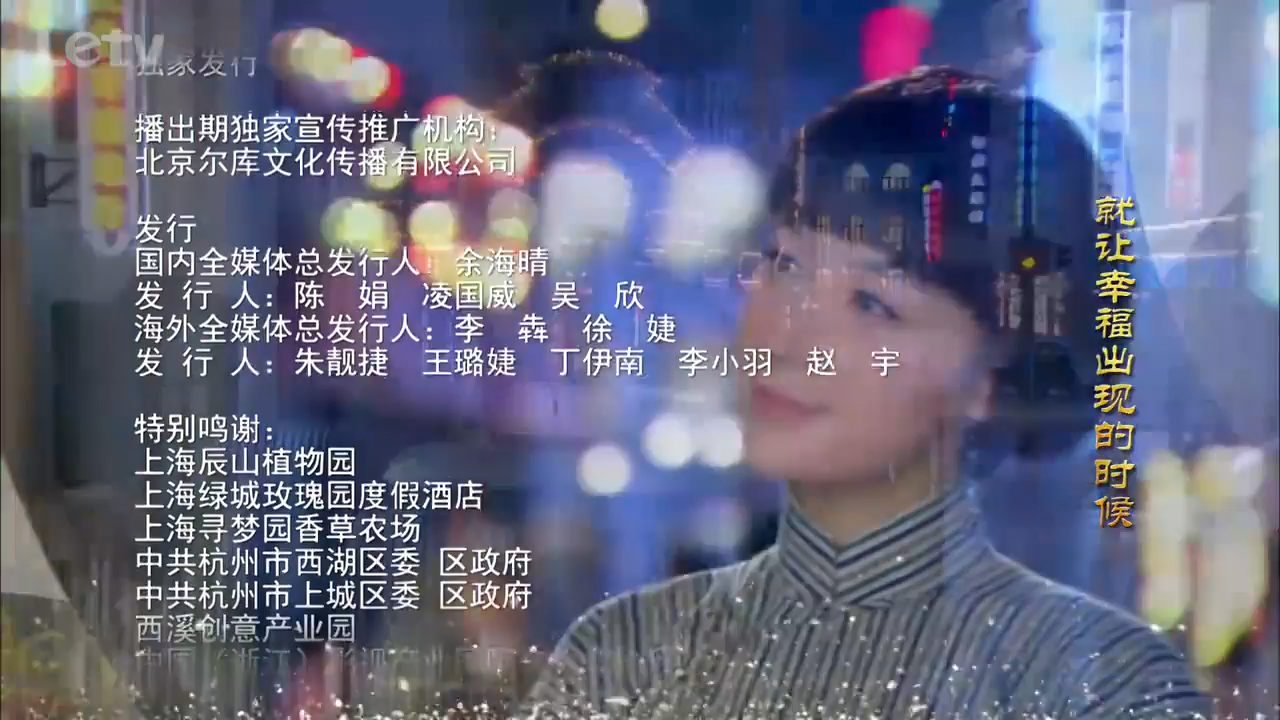 Letv
独家发行
播出期独家宣传推广机构：
北京尔库文化传播有限公司
发行
国内全媒体总发行人：余海晴
发 行 人：陈　娟　凌国威　吴　欣
海外全媒体总发行人：李　犇　徐　婕
发 行 人：朱靓捷　王璐婕　丁伊南　李小羽　赵　宇
特别鸣谢：
上海辰山植物园
上海绿城玫瑰园度假酒店
上海寻梦园香草农场
中共杭州市西湖区委 区政府
中共杭州市上城区委 区政府
西溪创意产业园
就让幸福出现的时候